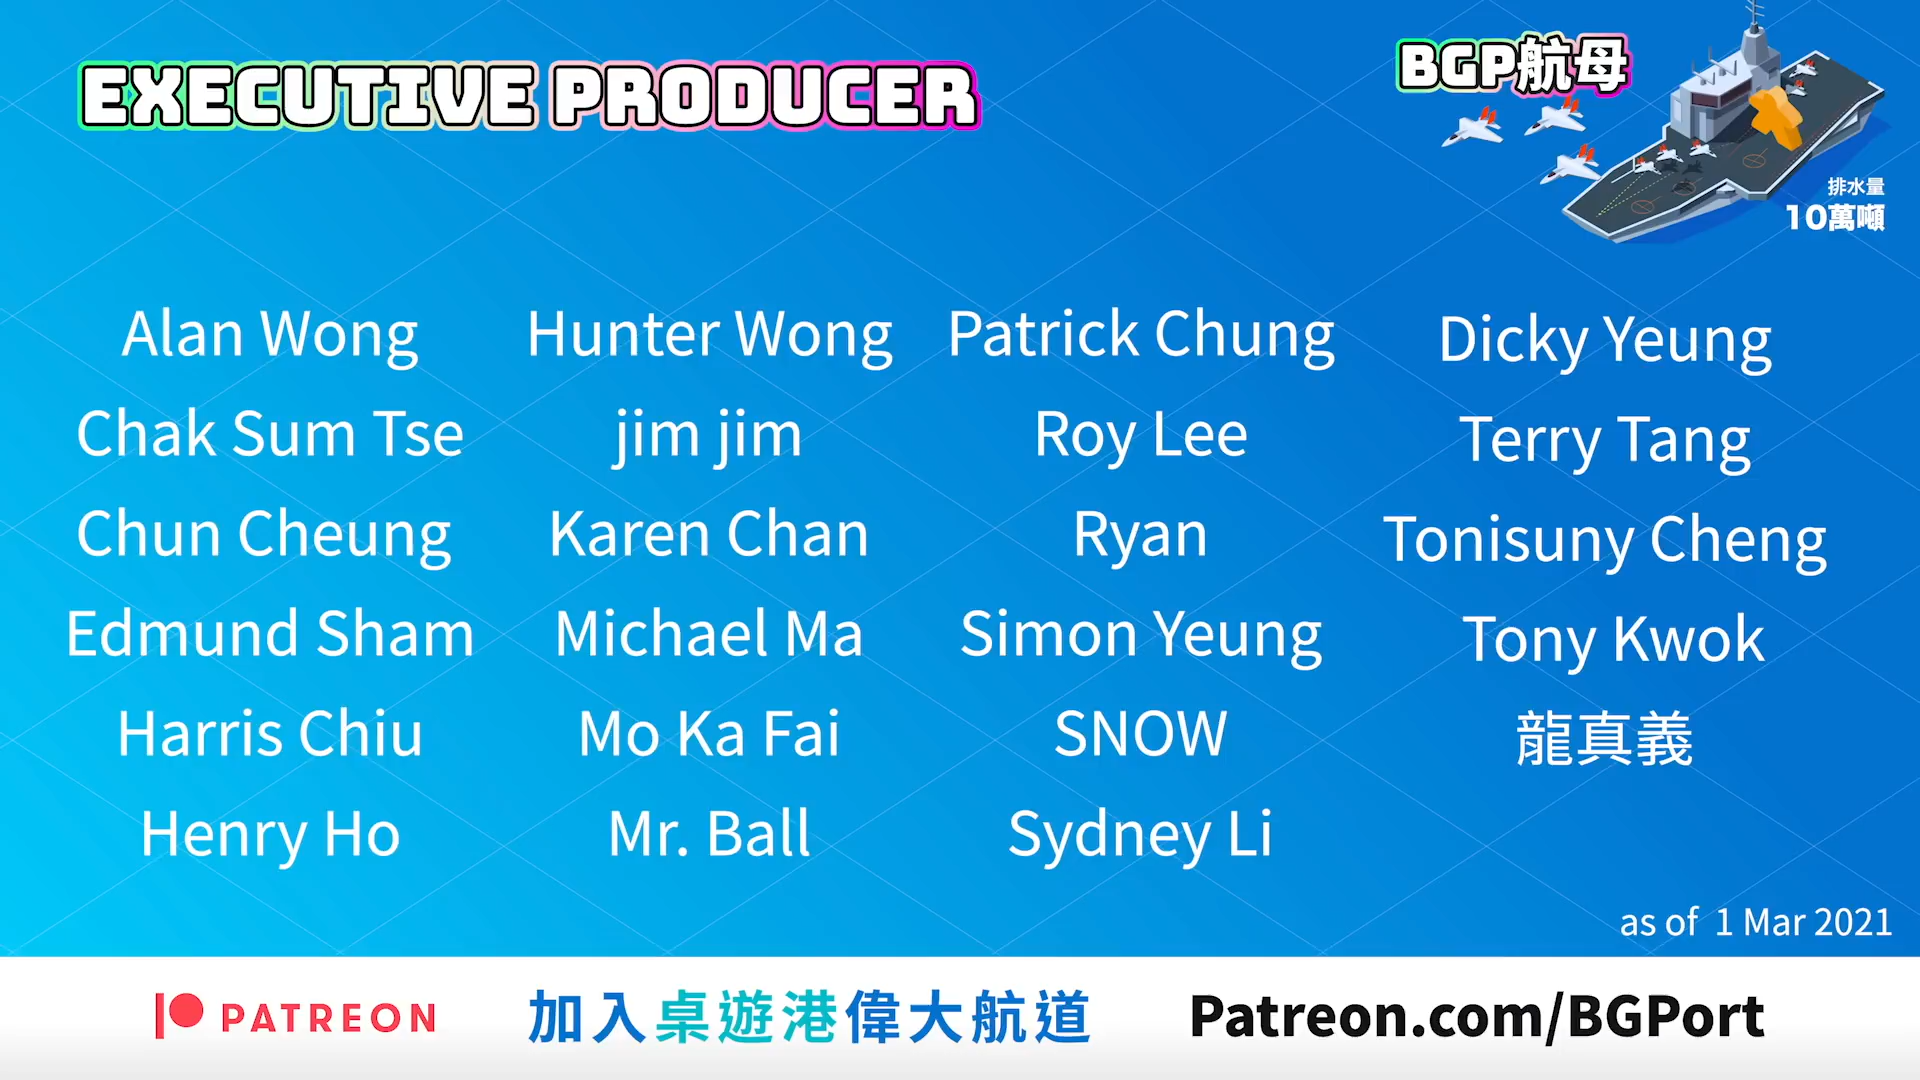 EXECUTIVE PRODUCER
BGP航母
排水量
10萬噸
Alan Wong
Chak Sum Tse
Chun Cheung
Edmund Sham
Harris Chiu
Henry Ho
Hunter Wong
jim jim
Karen Chan
Michael Ma
Mo Ka Fai
Mr. Ball
Patrick Chung
Roy Lee
Ryan
Simon Yeung
SNOW
Sydney Li
Dicky Yeung
Terry Tang
Tonisuny Cheng
Tony Kwok
龍真義
as of 1 Mar 2021
PATREON
加入桌遊港偉大航道
Patreon.com/BGPort